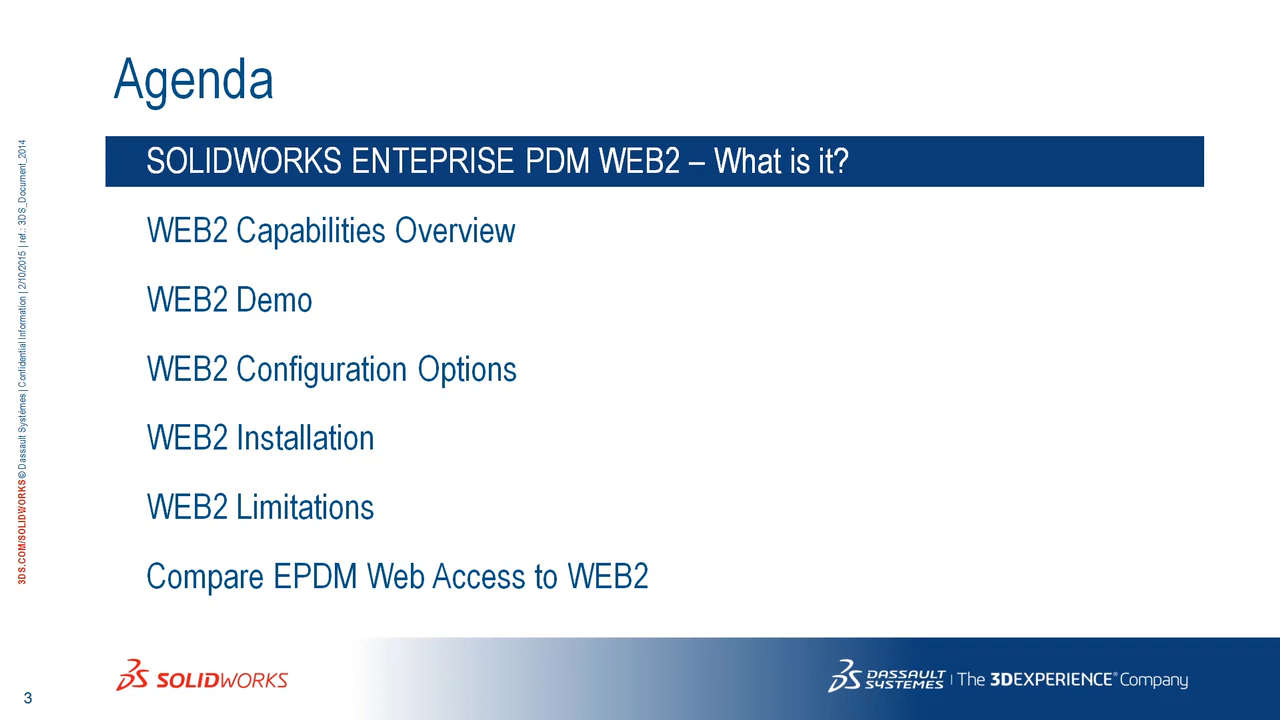 Agenda
SOLIDWORKS ENTEPRISE PDM WEB2 – What is it?
WEB2 Capabilities Overview
WEB2 Demo
WEB2 Configuration Options
WEB2 Installation
WEB2 Limitations
Compare EPDM Web Access to WEB2
3DS.COM/SOLIDWORKS © Dassault Systèmes | Confidential Information | 2/10/2015 | ref.: 3DS_Document_2014
3DS SOLIDWORKS
3DS DASSAULT SYSTEMES | The 3DEXPERIENCE® Company
3